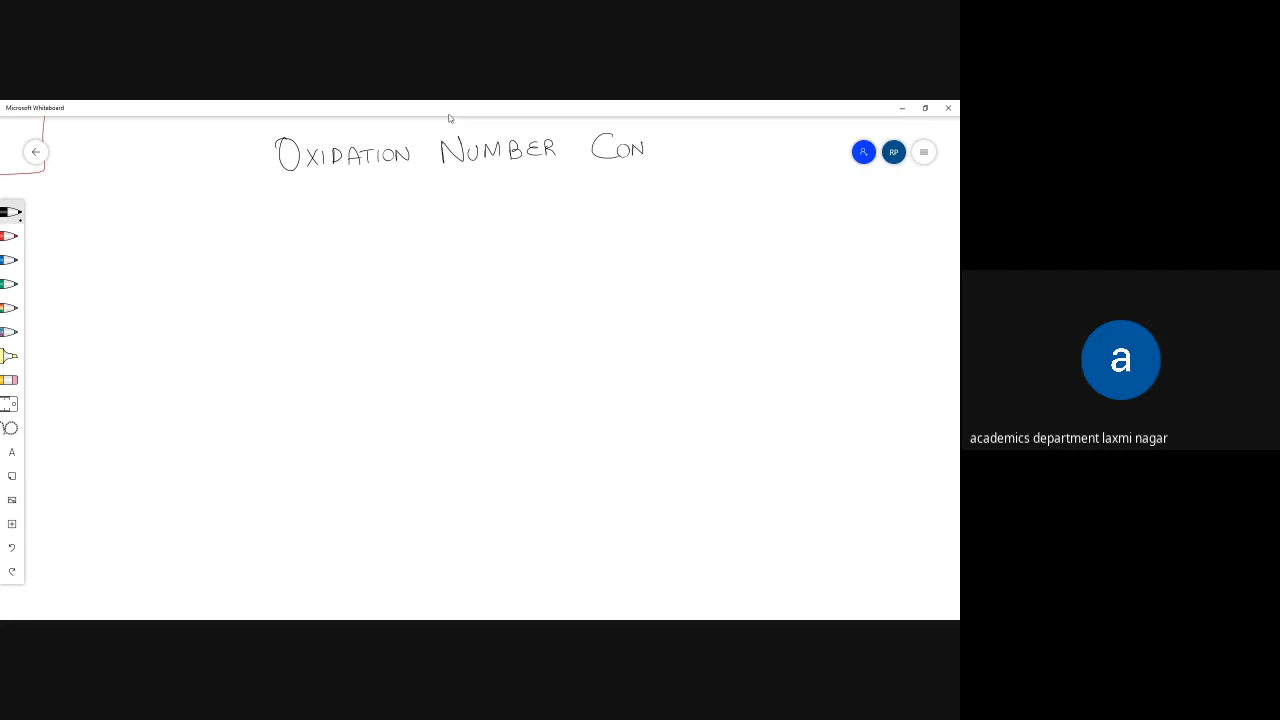 Microsoft Whiteboard
OXIDATION NUMBER CON
RP
A
a
academics department laxmi nagar